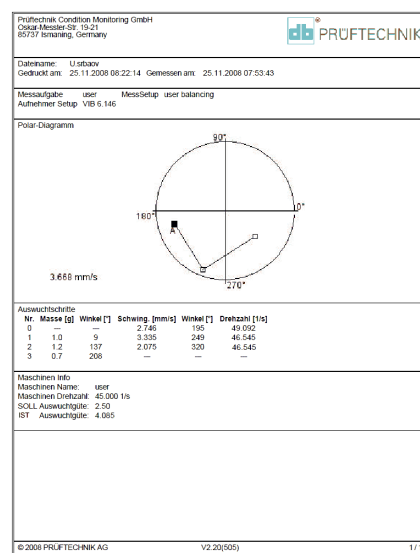 Prüftechnik Condition Monitoring GmbH
Oskar-Messter-Str. 19-21
85737 Ismaning, Germany
db PRÜFTECHNIK
Dateiname: U.srbaov
Gedruckt am: 25.11.2008 08:22:14 Gemessen am: 25.11.2008 07:53:43
Messaufgabe user MessSetup user balancing
Aufnehmer Setup VIB 6.146
Polar-Diagramm
90°
180°
0°
A
270°
3.668 mm/s
Auswuchtschritte
Nr. Masse [g] Winkel [°] Schwing. [mm/s] Winkel [°] Drehzahl [1/s]
0 --- --- 2.746 195 49.092
1 1.0 9 3.335 249 46.545
2 1.2 137 2.075 320 46.545
3 0.7 208 --- --- ---
Maschinen Info
Maschinen Name: user
Maschinen Drehzahl: 45.000 1/s
SOLL Auswuchtgüte: 2.50
IST Auswuchtgüte: 4.085
© 2008 PRÜFTECHNIK AG V2.20(505) 1/1